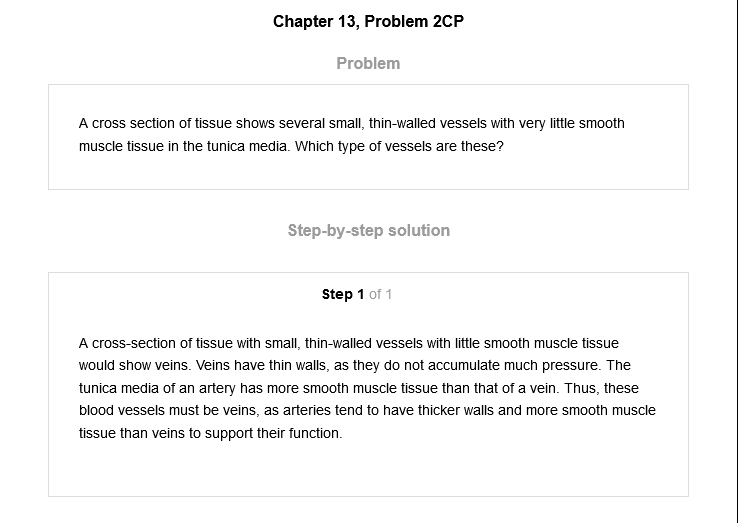 Chapter 13, Problem 2CP
Problem
A cross section of tissue shows several small, thin-walled vessels with very little smooth
muscle tissue in the tunica media. Which type of vessels are these?
Step-by-step solution
Step 1 of 1
A cross-section of tissue with small, thin-walled vessels with little smooth muscle tissue
would show veins. Veins have thin walls, as they do not accumulate much pressure. The
tunica media of an artery has more smooth muscle tissue than that of a vein. Thus, these
blood vessels must be veins, as arteries tend to have thicker walls and more smooth muscle
tissue than veins to support their function.